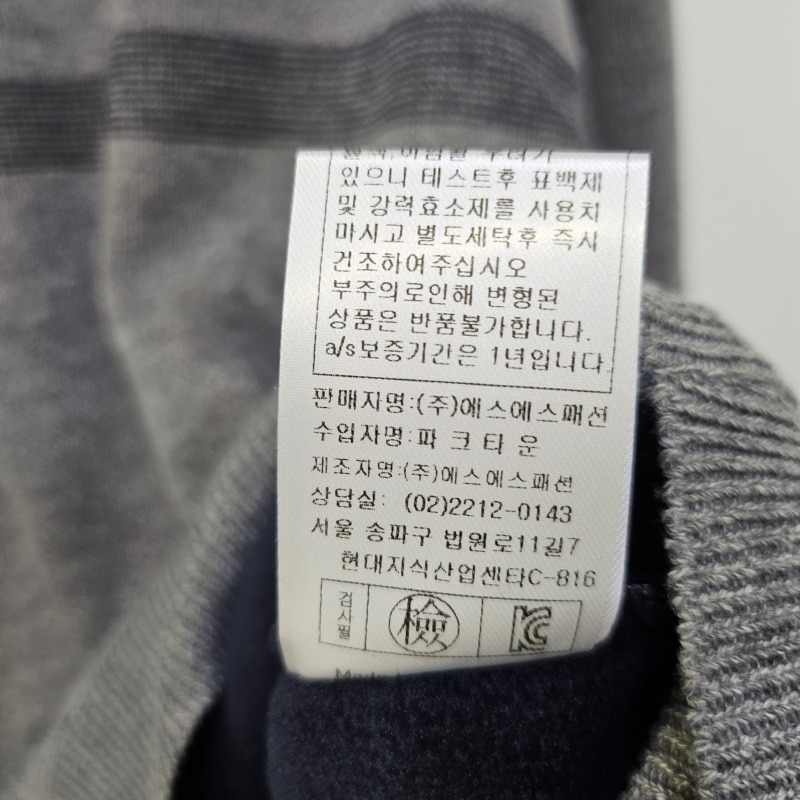 있으니 테스트후 표백제
및 강력효소제를 사용치
마시고 별도세탁후 즉시
건조하여주십시오
부주의로인해 변형된
상품은 반품불가합니다.
a/s보증기간은 1년입니다.
판매자명:(주)에스에스패션
수입자명:파 크 타 운
제조자명:(주)에스에스패션
상담실: (02)2212-0143
서울 송파구 법원로11길7
현대지식산업센타C-816
검사필 檢 KC